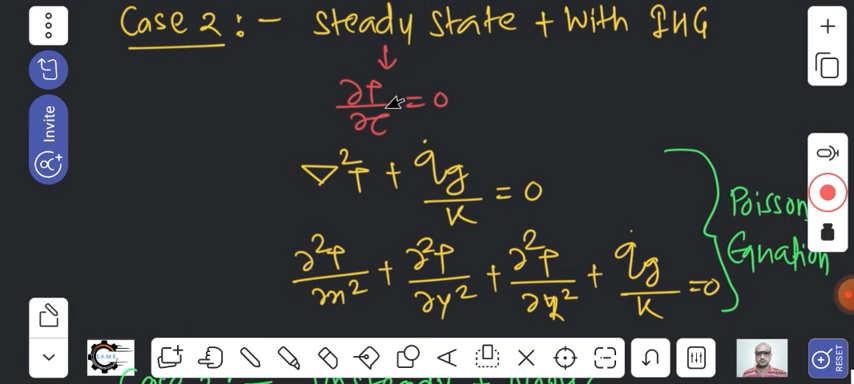 Case 2 :- Steady State + With IHG
∂T/∂τ = 0
∇²T + q̇g/K = 0
∂²T/∂x² + ∂²T/∂y² + ∂²T/∂z² + q̇g/K = 0
Poisson
Equation
Invite
RESET